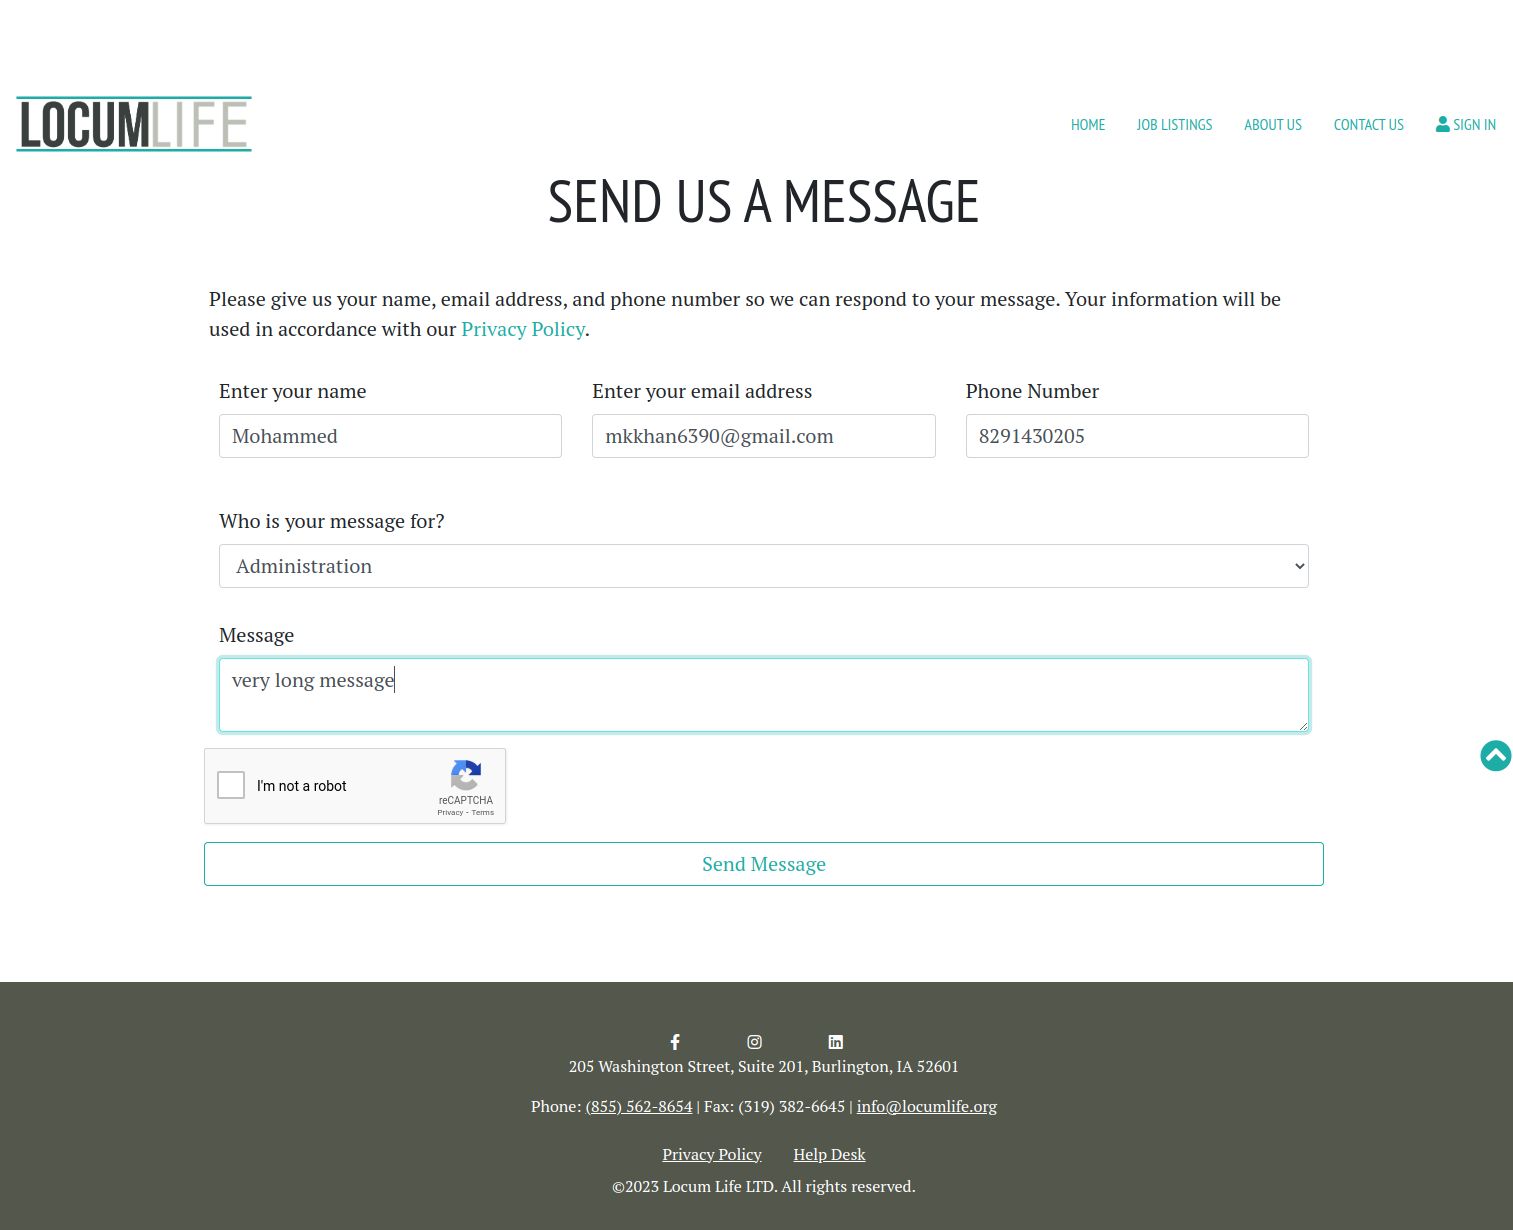 LOCUMLIFE
HOME
JOB LISTINGS
ABOUT US
CONTACT US
SIGN IN
SEND US A MESSAGE
Please give us your name, email address, and phone number so we can respond to your message. Your information will be
used in accordance with our Privacy Policy.
Enter your name
Enter your email address
Phone Number
Mohammed
mkkhan6390@gmail.com
8291430205
Who is your message for?
Administration
Message
very long message
I'm not a robot
reCAPTCHA
Privacy - Terms
Send Message
205 Washington Street, Suite 201, Burlington, IA 52601
Phone: (855) 562-8654 | Fax: (319) 382-6645 | info@locumlife.org
Privacy Policy
Help Desk
©2023 Locum Life LTD. All rights reserved.